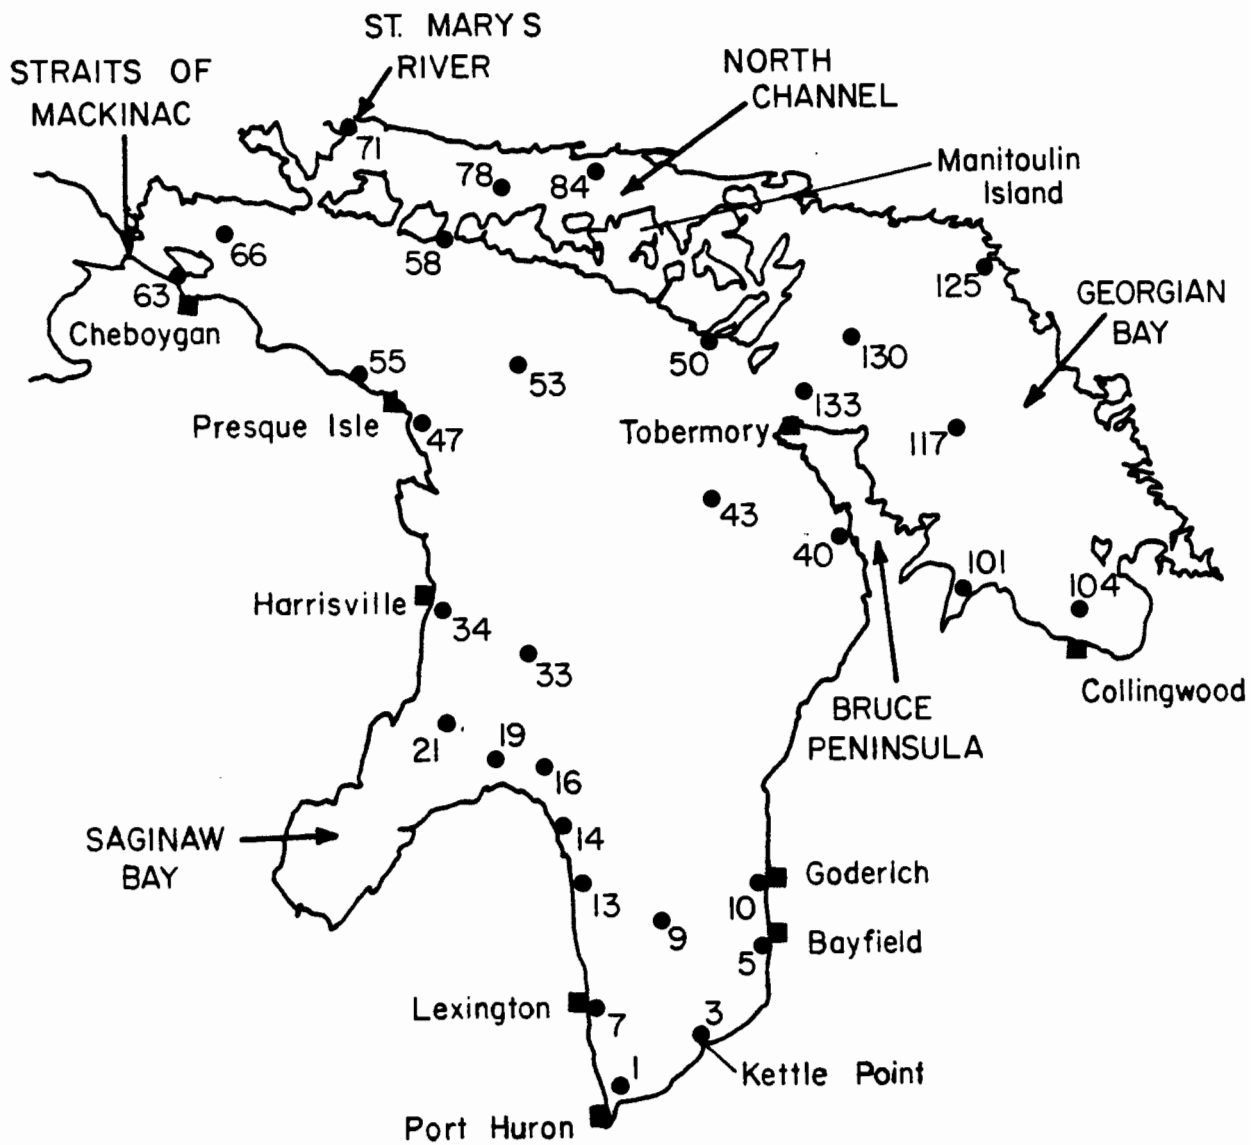 ST. MARYS
RIVER
STRAITS OF
MACKINAC
NORTH
CHANNEL
71
78
84
Manitoulin
Island
66
58
63
125
Cheboygan
GEORGIAN
BAY
55
53
50
130
133
Presque Isle
47
Tobermory
117
43
40
101
104
Harrisville
34
33
Collingwood
BRUCE
PENINSULA
21
19
16
14
SAGINAW
BAY
13
10
Goderich
9
5
Bayfield
Lexington
7
3
Kettle Point
1
Port Huron